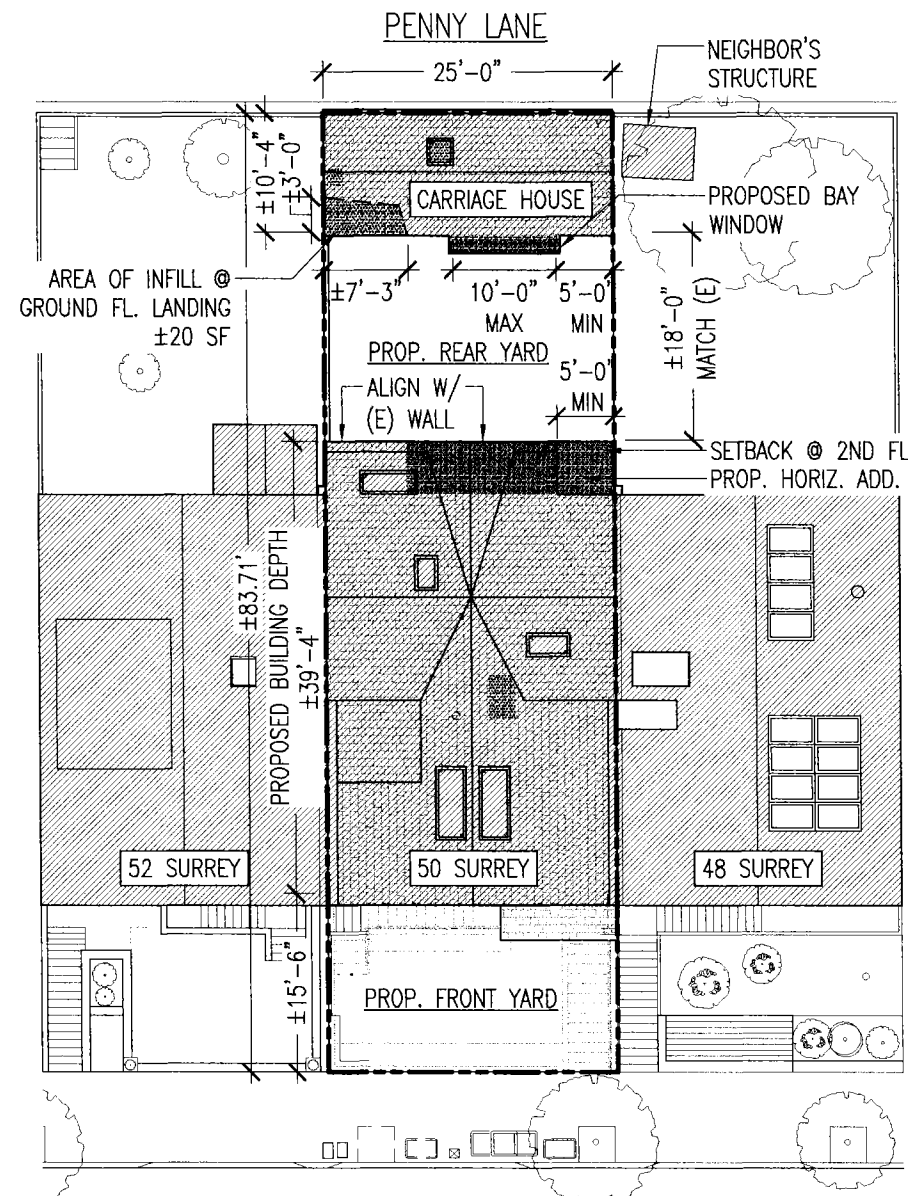 PENNY LANE
25'-0"
NEIGHBOR'S
STRUCTURE
±10'-4"
±3'-0"
CARRIAGE HOUSE
PROPOSED BAY
WINDOW
AREA OF INFILL @
GROUND FL. LANDING
±20 SF
±7'-3"
10'-0"
MAX
5'-0'
MIN
±18'-0"
MATCH (E)
PROP. REAR YARD
5'-0'
MIN
ALIGN W/
(E) WALL
SETBACK @ 2ND FL
PROP. HORIZ. ADD.
±83.71'
PROPOSED BUILDING DEPTH
±39'-4"
52 SURREY
50 SURREY
48 SURREY
±15'-6"
PROP. FRONT YARD